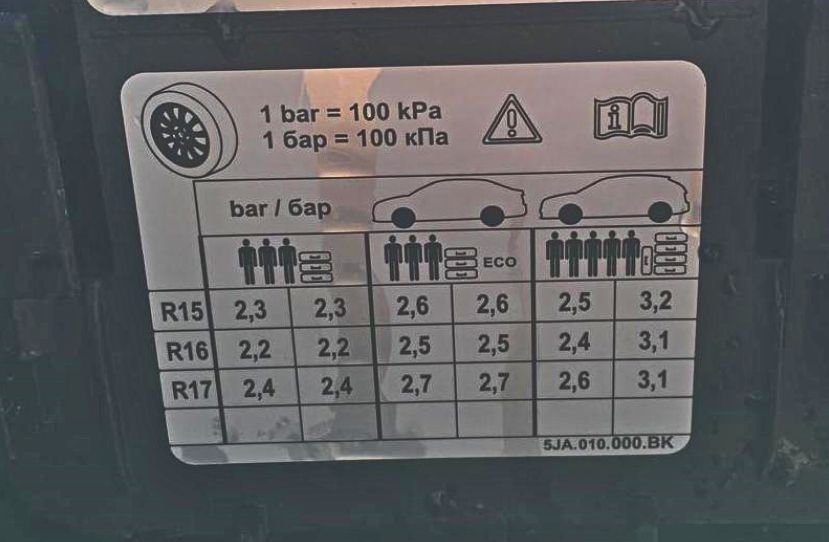 1 bar = 100 kPa
1 бар = 100 кПа
bar / бар
ECO
R15 2,3 2,3 2,6 2,6 2,5 3,2
R16 2,2 2,2 2,5 2,5 2,4 3,1
R17 2,4 2,4 2,7 2,7 2,6 3,1
5JA.010.000.BK